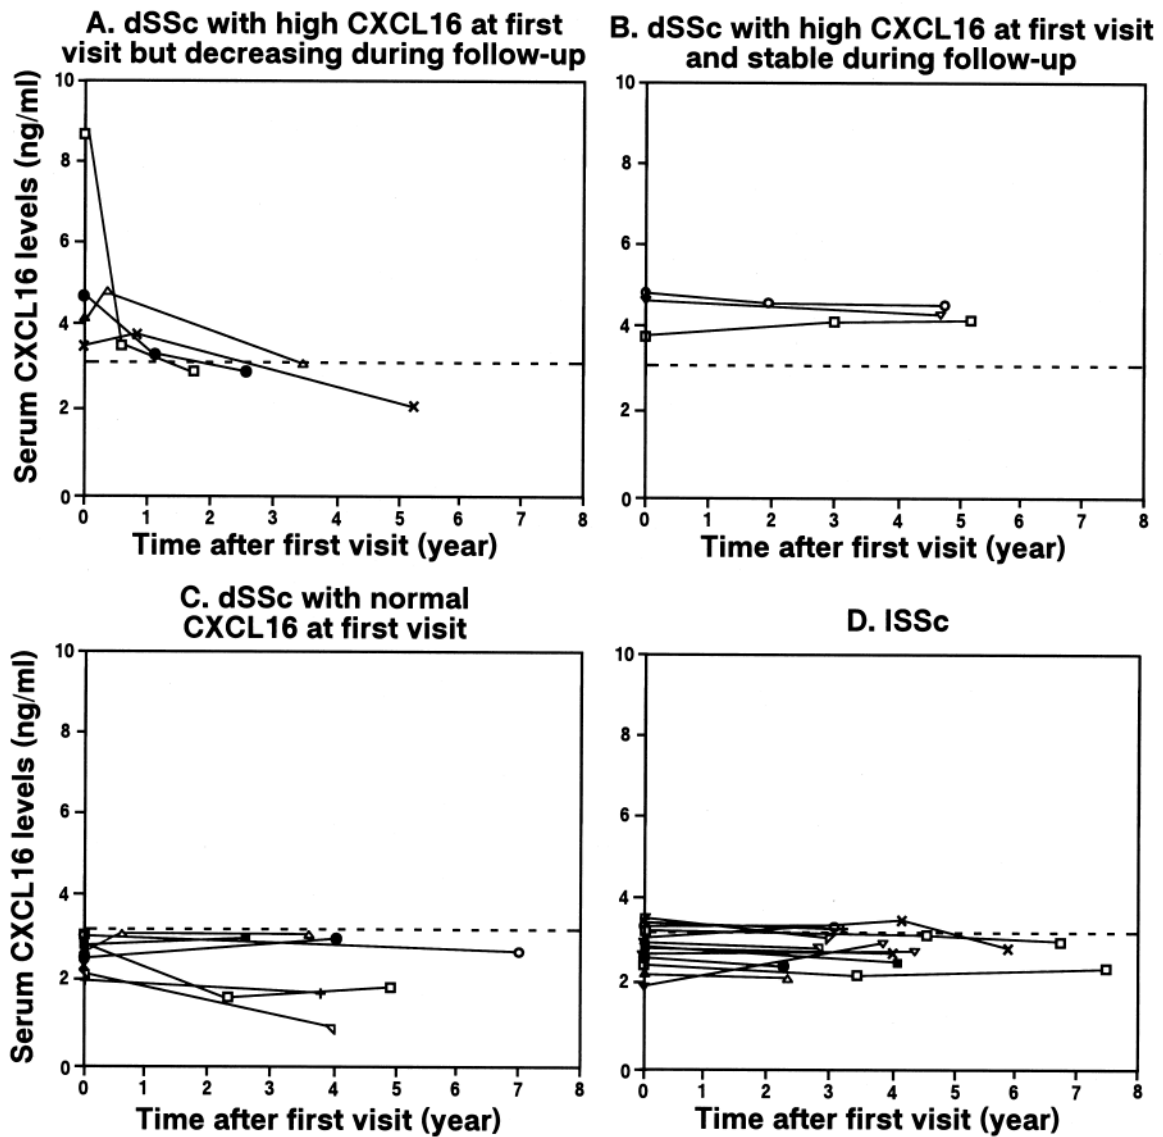 A. dSSc with high CXCL16 at first
visit but decreasing during follow-up
B. dSSc with high CXCL16 at first visit
and stable during follow-up
Serum CXCL16 levels (ng/ml)
10
8
6
4
2
0
0 1 2 3 4 5 6 7 8
Time after first visit (year)
10
8
6
4
2
0
0 1 2 3 4 5 6 7 8
Time after first visit (year)
C. dSSc with normal
CXCL16 at first visit
D. lSSc
Serum CXCL16 levels (ng/ml)
10
8
6
4
2
0
0 1 2 3 4 5 6 7 8
Time after first visit (year)
10
8
6
4
2
0
0 1 2 3 4 5 6 7 8
Time after first visit (year)